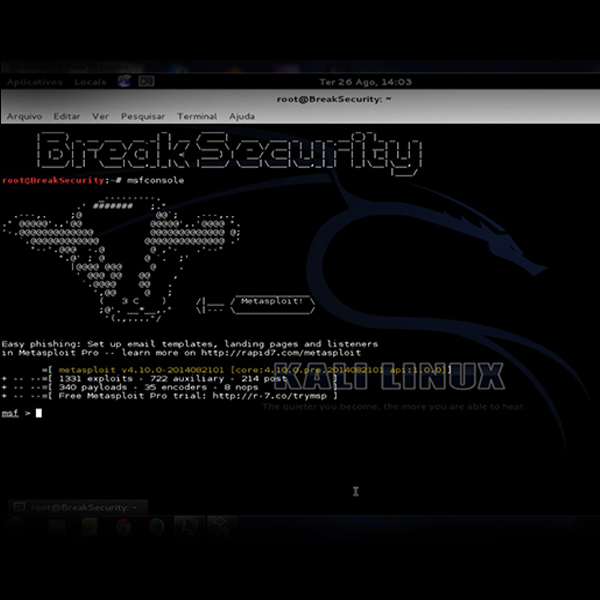 Aplicativos Locais Ter 26 Ago, 14:03
root@BreakSecurity: ~
Arquivo Editar Ver Pesquisar Terminal Ajuda
BreakSecurity
root@BreakSecurity:~# msfconsole
Metasploit!
Easy phishing: Set up email templates, landing pages and listeners
in Metasploit Pro -- learn more on http://rapid7.com/metasploit
=[ metasploit v4.10.0-2014082101 [core:4.10.0.pre.2014082101 api:1.0.0]]
+ -- --=[ 1331 exploits - 722 auxiliary - 214 post ]
+ -- --=[ 340 payloads - 35 encoders - 8 nops ]
+ -- --=[ Free Metasploit Pro trial: http://r-7.co/trymsp ]
KALI LINUX
The quieter you become, the more you are able to hear.
msf >
root@BreakSecurity: ~